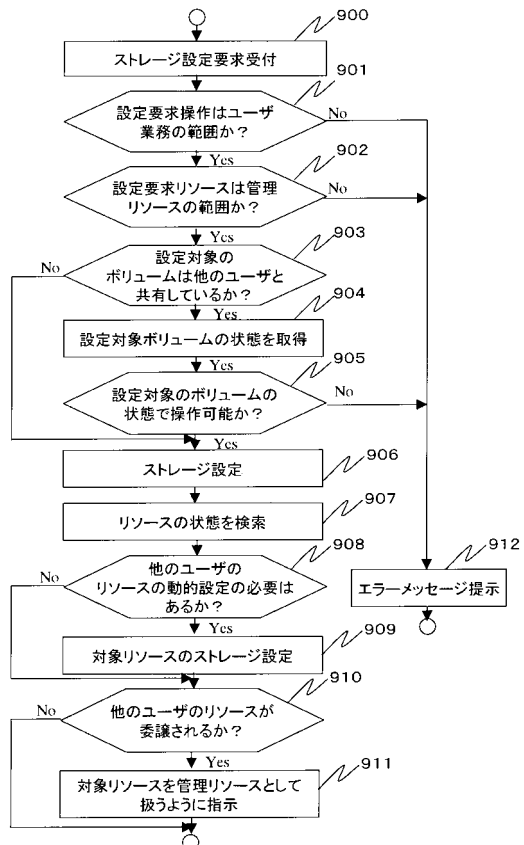 900
ストレージ設定要求受付
901
設定要求操作はユーザ
業務の範囲か？
No
Yes
902
設定要求リソースは管理
リソースの範囲か？
No
Yes
903
設定対象の
ボリュームは他のユーザと
共有しているか？
No
Yes
904
設定対象ボリュームの状態を取得
905
設定対象のボリュームの
状態で操作可能か？
No
Yes
906
ストレージ設定
907
リソースの状態を検索
908
他のユーザの
リソースの動的設定の必要は
あるか？
No
Yes
912
エラーメッセージ提示
909
対象リソースのストレージ設定
910
他のユーザのリソースが
委譲されるか？
No
Yes
911
対象リソースを管理リソースとして
扱うように指示